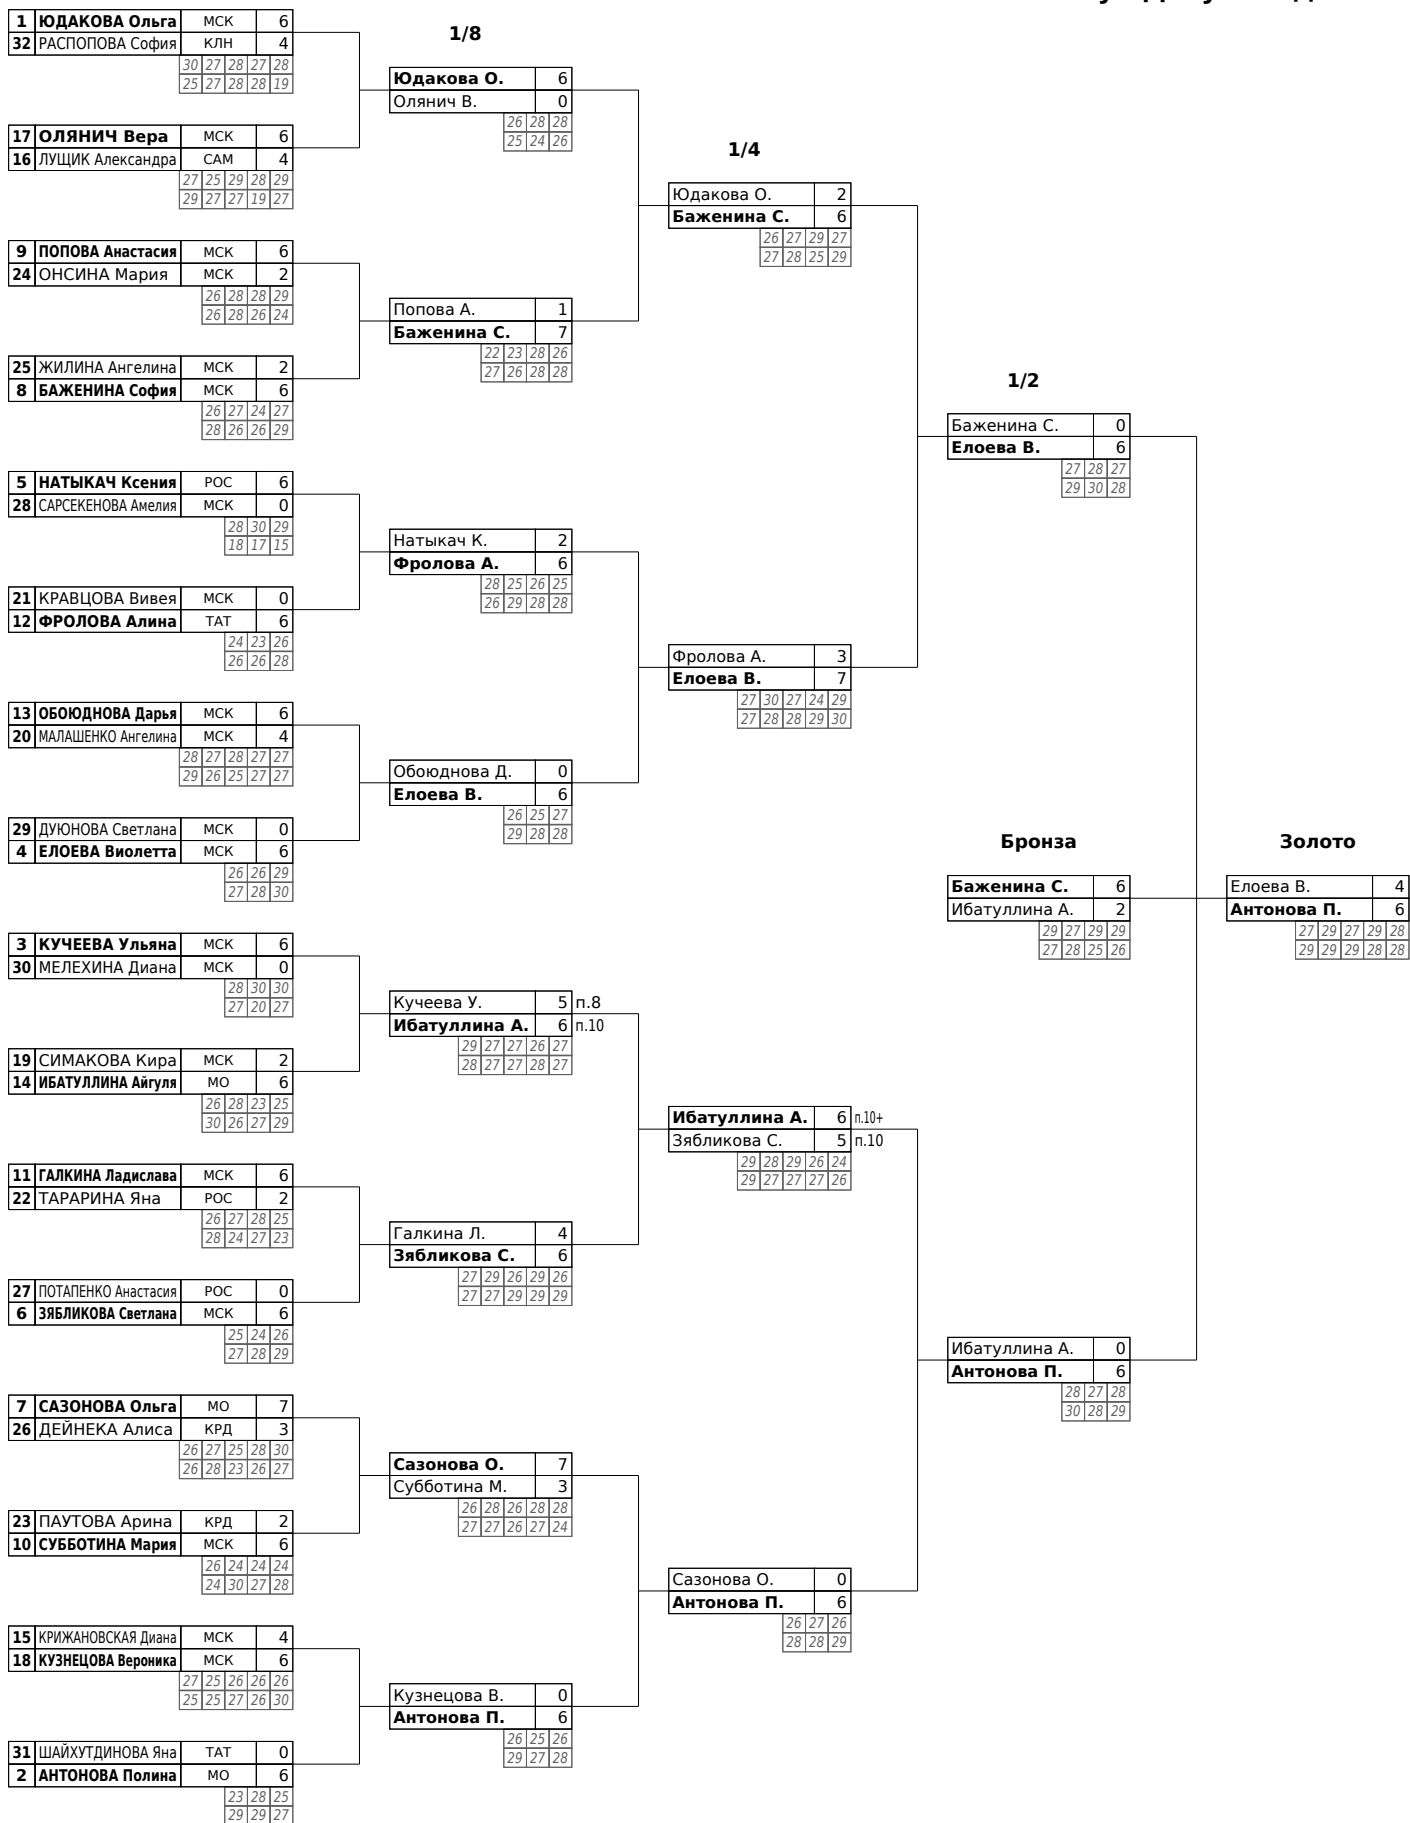 1 ЮДАКОВА Ольга МСК 6
32 РАСПОПОВА София КЛН 4
30 27 28 27 28
25 27 28 28 19
17 ОЛЯНИЧ Вера МСК 6
16 ЛУЩИК Александра САМ 4
27 25 29 28 29
29 27 27 19 27
9 ПОПОВА Анастасия МСК 6
24 ОНСИНА Мария МСК 2
26 28 28 29
26 28 26 24
25 ЖИЛИНА Ангелина МСК 2
8 БАЖЕНИНА София МСК 6
26 27 24 27
28 26 26 29
5 НАТЫКАЧ Ксения РОС 6
28 САРСЕКЕНОВА Амелия МСК 0
28 30 29
18 17 15
21 КРАВЦОВА Вивея МСК 0
12 ФРОЛОВА Алина ТАТ 6
24 23 26
26 26 28
13 ОБОЮДНОВА Дарья МСК 6
20 МАЛАШЕНКО Ангелина МСК 4
28 27 28 27 27
29 26 25 27 27
29 ДУЮНОВА Светлана МСК 0
4 ЕЛОЕВА Виолетта МСК 6
26 26 29
27 28 30
3 КУЧЕЕВА Ульяна МСК 6
30 МЕЛЕХИНА Диана МСК 0
28 30 30
27 20 27
19 СИМАКОВА Кира МСК 2
14 ИБАТУЛЛИНА Айгуля МО 6
26 28 23 25
30 26 27 29
11 ГАЛКИНА Ладислава МСК 6
22 ТАРАРИНА Яна РОС 2
26 27 28 25
28 24 27 23
27 ПОТАПЕНКО Анастасия РОС 0
6 ЗЯБЛИКОВА Светлана МСК 6
25 24 26
27 28 29
7 САЗОНОВА Ольга МО 7
26 ДЕЙНЕКА Алиса КРД 3
26 27 25 28 30
26 28 23 26 27
23 ПАУТОВА Арина КРД 2
10 СУББОТИНА Мария МСК 6
26 24 24 24
24 30 27 28
15 КРИЖАНОВСКАЯ Диана МСК 4
18 КУЗНЕЦОВА Вероника МСК 6
27 25 26 26 26
25 25 27 26 30
31 ШАЙХУТДИНОВА Яна ТАТ 0
2 АНТОНОВА Полина МО 6
23 28 25
29 29 27
1/8
Юдакова О. 6
Олянич В. 0
26 28 28
25 24 26
Попова А. 1
Баженина С. 7
22 23 28 26
27 26 28 28
Натыкач К. 2
Фролова А. 6
28 25 26 25
26 29 28 28
Обоюднова Д. 0
Елоева В. 6
26 25 27
29 28 28
Кучеева У. 5 п.8
Ибатуллина А. 6 п.10
29 27 27 26 27
28 27 27 28 27
Галкина Л. 4
Зябликова С. 6
27 29 26 29 26
27 27 29 29 29
Сазонова О. 7
Субботина М. 3
26 28 26 28 28
27 27 26 27 24
Кузнецова В. 0
Антонова П. 6
26 25 26
29 27 28
1/4
Юдакова О. 2
Баженина С. 6
26 27 29 27
27 28 25 29
Фролова А. 3
Елоева В. 7
27 30 27 24 29
27 28 28 29 30
Ибатуллина А. 6 п.10+
Зябликова С. 5 п.10
29 28 29 26 24
29 27 27 27 26
Сазонова О. 0
Антонова П. 6
26 27 26
28 28 29
1/2
Баженина С. 0
Елоева В. 6
27 28 27
29 30 28
Ибатуллина А. 0
Антонова П. 6
28 27 28
30 28 29
Бронза
Баженина С. 6
Ибатуллина А. 2
29 27 29 29
27 28 25 26
Золото
Елоева В. 4
Антонова П. 6
27 29 27 29 28
29 29 29 28 28